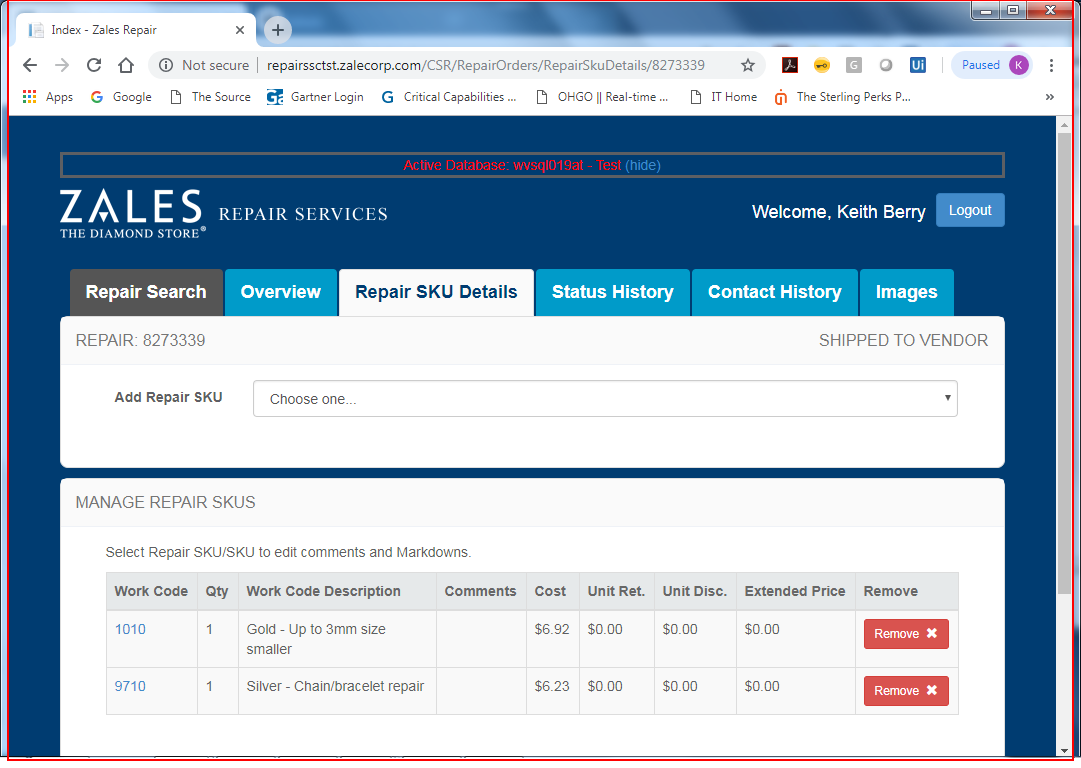 Index - Zales Repair
Not secure | repairssctst.zalecorp.com/CSR/RepairOrders/RepairSkuDetails/8273339
G
Ui
Paused K
Apps Google The Source Gartner Login Critical Capabilities ... OHGO || Real-time ... IT Home The Sterling Perks P... »
Active Database: wvsql019at - Test (hide)
ZALES REPAIR SERVICES
THE DIAMOND STORE®
Welcome, Keith Berry Logout
Repair Search Overview Repair SKU Details Status History Contact History Images
REPAIR: 8273339 SHIPPED TO VENDOR
Add Repair SKU Choose one...
MANAGE REPAIR SKUS
Select Repair SKU/SKU to edit comments and Markdowns.
Work Code Qty Work Code Description Comments Cost Unit Ret. Unit Disc. Extended Price Remove
1010 1 Gold - Up to 3mm size smaller $6.92 $0.00 $0.00 $0.00 Remove ✖
9710 1 Silver - Chain/bracelet repair $6.23 $0.00 $0.00 $0.00 Remove ✖